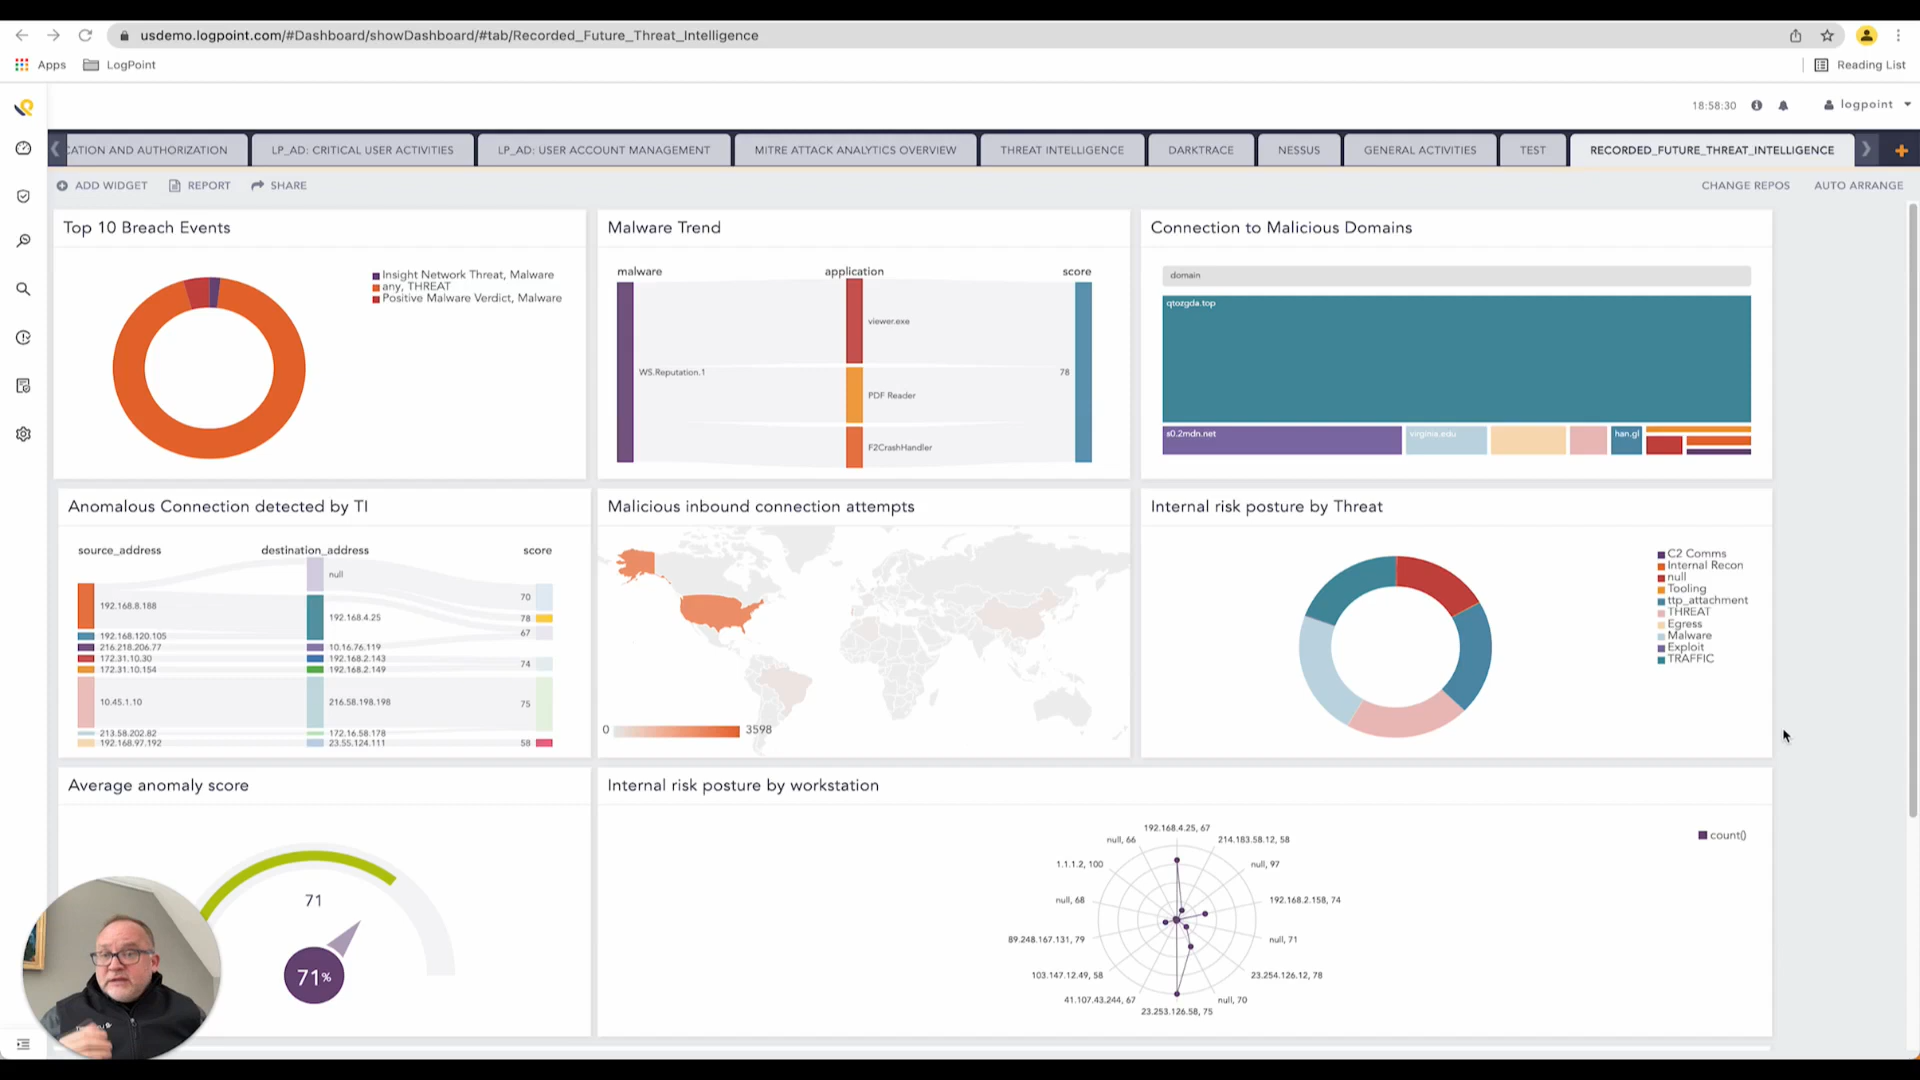 usdemo.logpoint.com/#Dashboard/showDashboard/#tab/Recorded_Future_Threat_Intelligence
Apps LogPoint Reading List
18:58:30 logpoint
CATION AND AUTHORIZATION LP_AD: CRITICAL USER ACTIVITIES LP_AD: USER ACCOUNT MANAGEMENT MITRE ATTACK ANALYTICS OVERVIEW THREAT INTELLIGENCE DARKTRACE NESSUS GENERAL ACTIVITIES TEST RECORDED_FUTURE_THREAT_INTELLIGENCE
ADD WIDGET REPORT SHARE CHANGE REPOS AUTO ARRANGE
Top 10 Breach Events
Insight Network Threat, Malware
any, THREAT
Positive Malware Verdict, Malware
Malware Trend
malware application score
viewer.exe
WS.Reputation.1 78
PDF Reader
F2CrashHandler
Connection to Malicious Domains
domain
qtozgda.top
s0.2mdn.net virginia.edu han.gl
Anomalous Connection detected by TI
source_address destination_address score
null
70
192.168.8.188
192.168.4.25 78
67
192.168.120.105
216.218.206.77 10.16.76.119
172.31.10.30 192.168.2.143
74
172.31.10.154 192.168.2.149
10.45.1.10 216.58.198.198 75
213.58.202.82 172.16.58.178
192.168.97.192 23.55.124.111 58
Malicious inbound connection attempts
0 3598
Internal risk posture by Threat
C2 Comms
Internal Recon
null
Tooling
ttp_attachment
THREAT
Egress
Malware
Exploit
TRAFFIC
Average anomaly score
71
71%
Internal risk posture by workstation
count()
192.168.4.25, 67
null, 66 214.183.58.12, 58
1.1.1.2, 100 null, 97
null, 68 192.168.2.158, 74
89.248.167.131, 79 null, 71
103.147.12.49, 58 23.254.126.12, 78
41.107.43.244, 67 null, 70
23.253.126.58, 75